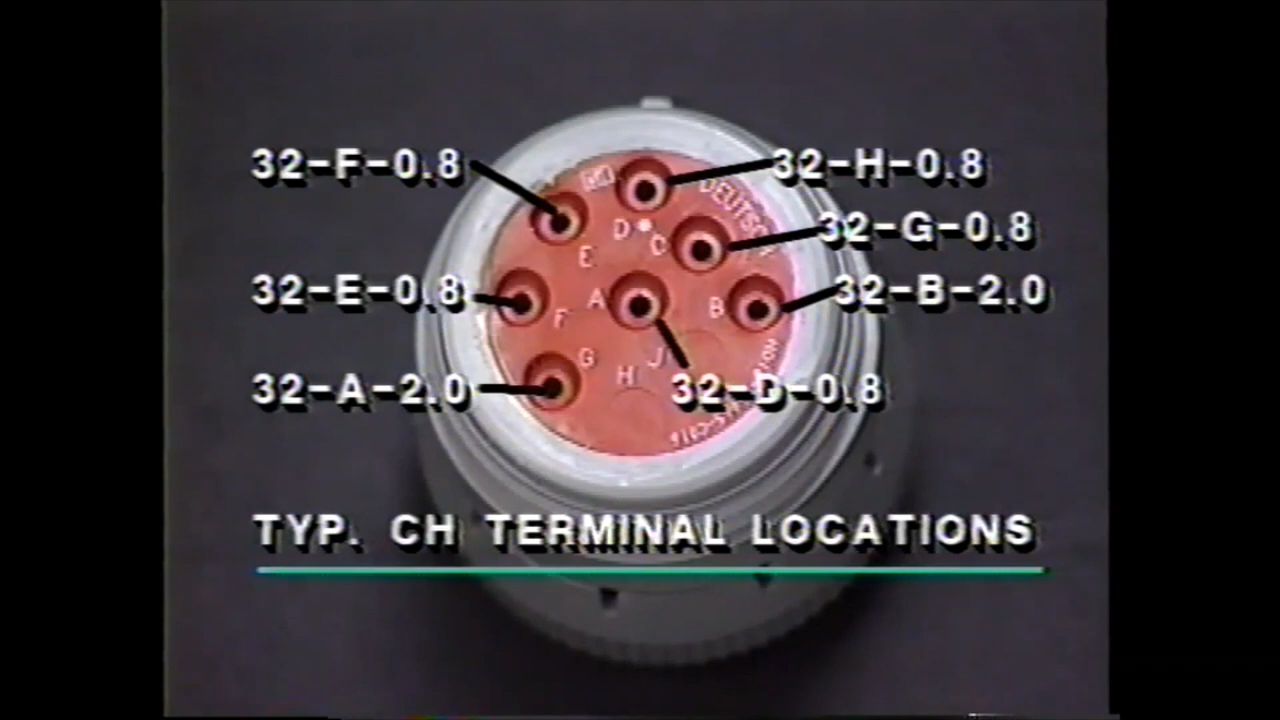 32-F-0.8
32-H-0.8
DEUTSCH
32-G-0.8
D
C
E
32-E-0.8
A
B
32-B-2.0
F
G
H
J
32-A-2.0
32-D-0.8
TYP. CH TERMINAL LOCATIONS